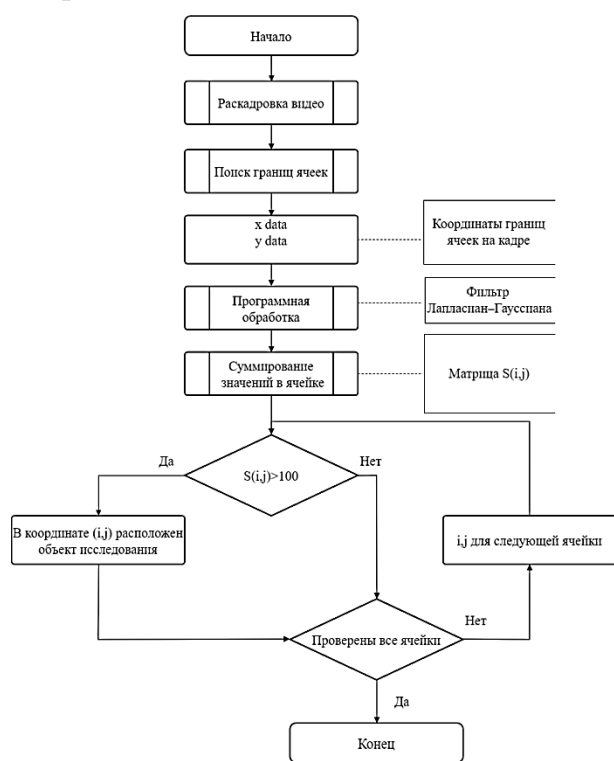 Начало
Раскадровка видео
Поиск границ ячеек
x data
y data
Координаты границ
ячеек на кадре
Программная
обработка
Фильтр
Лапласиан–Гауссиана
Суммирование
значений в ячейке
Матрица S(i,j)
Да
Нет
S(i,j)>100
В координате (i,j) расположен
объект исследования
i,j для следующей ячейки
Проверены все ячейки
Нет
Да
Конец